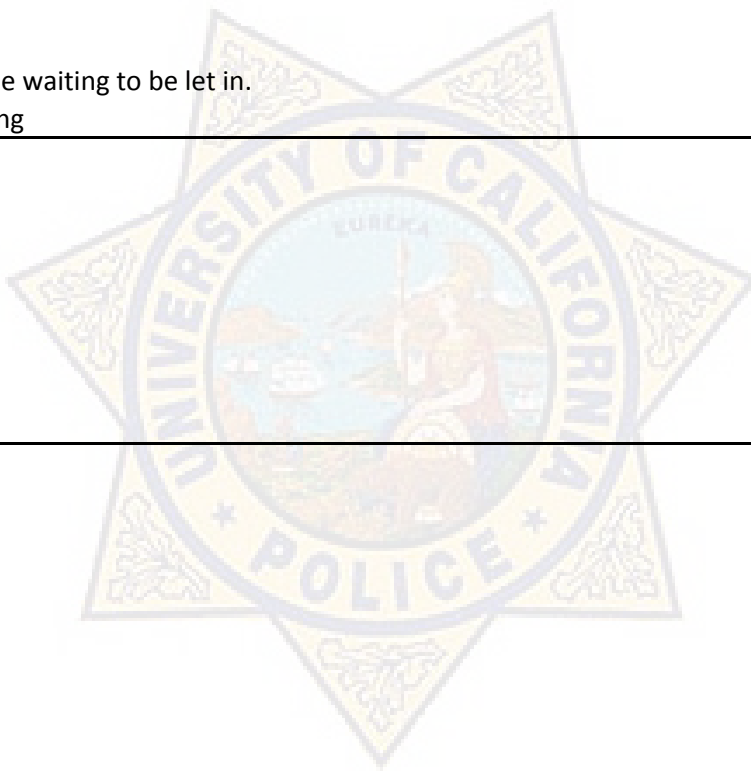 e waiting to be let in.
ng
UNIVERSITY OF CALIFORNIA
EUREKA
* POLICE *